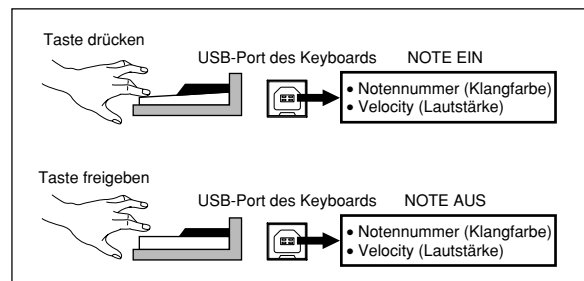 Taste drücken
USB-Port des Keyboards NOTE EIN
• Notennummer (Klangfarbe)
• Velocity (Lautstärke)
Taste freigeben
USB-Port des Keyboards NOTE AUS
• Notennummer (Klangfarbe)
• Velocity (Lautstärke)